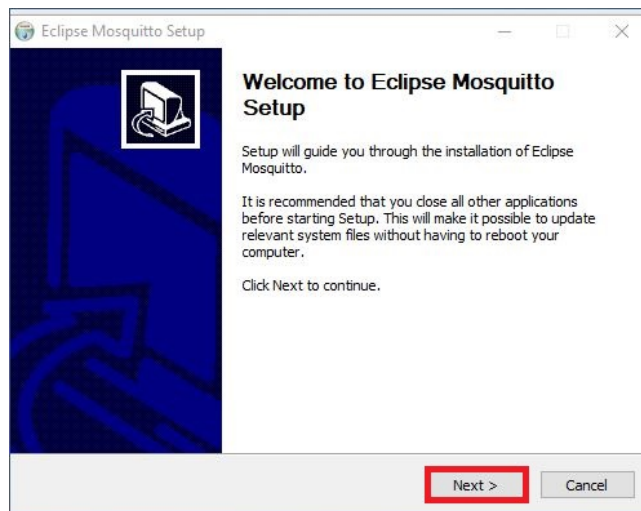 Eclipse Mosquitto Setup
Welcome to Eclipse Mosquitto
Setup
Setup will guide you through the installation of Eclipse
Mosquitto.
It is recommended that you close all other applications
before starting Setup. This will make it possible to update
relevant system files without having to reboot your
computer.
Click Next to continue.
Next >
Cancel